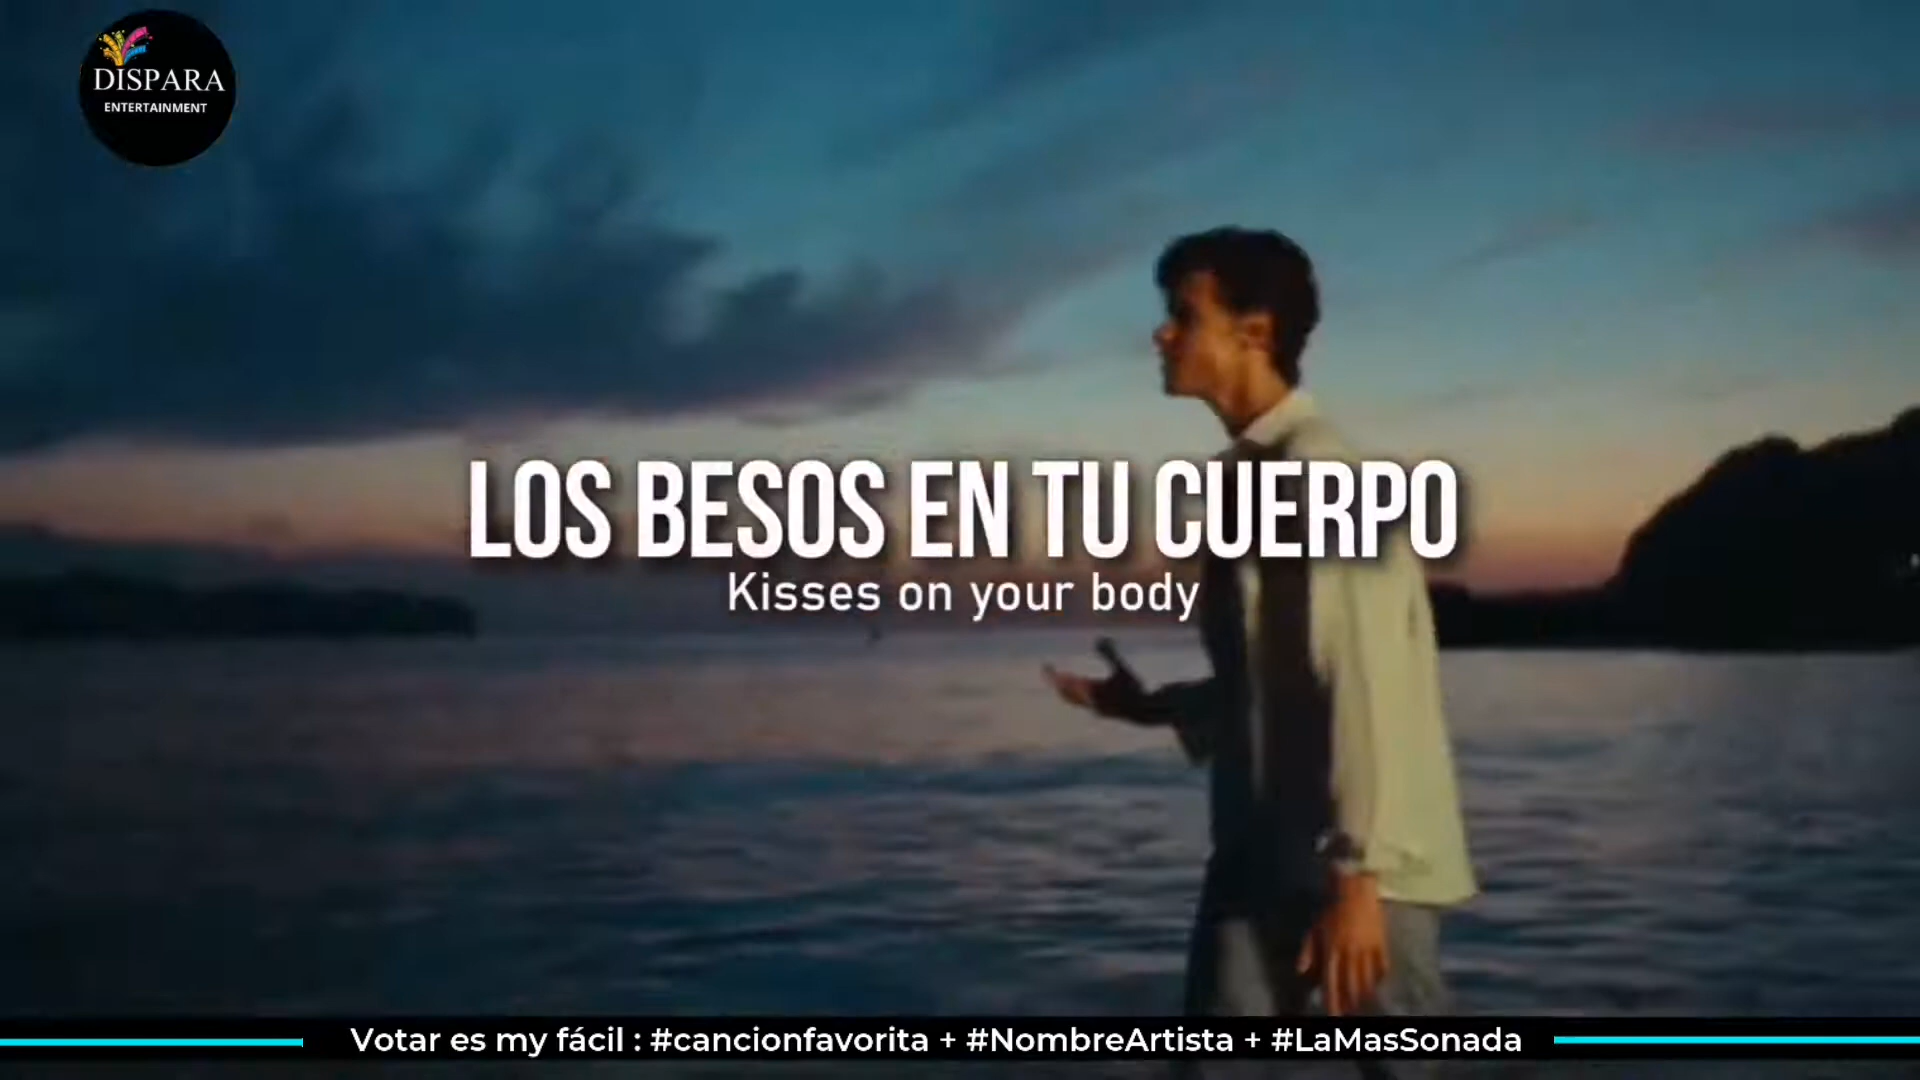 DISPARA
ENTERTAINMENT
LOS BESOS EN TU CUERPO
Kisses on your body
Votar es my fácil : #cancionfavorita + #NombreArtista + #LaMasSonada